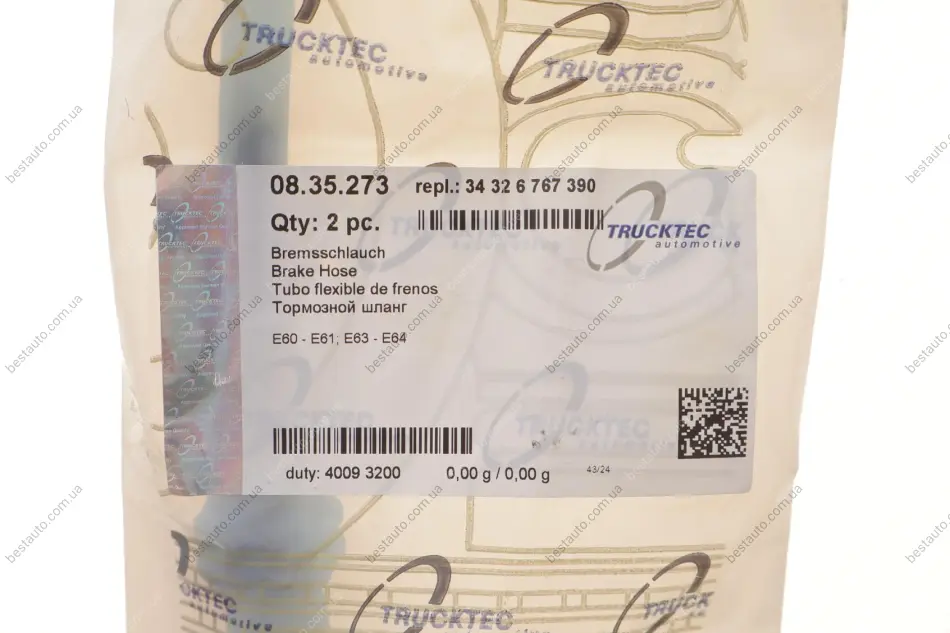 TRUCKTEC
automotive
TRUCKTEC
automotive
08.35.273 repl.: 34 32 6 767 390
Qty: 2 pc.
TRUCKTEC
automotive
Bremsschlauch
Brake Hose
Tubo flexible de frenos
Тормозной шланг
E60 - E61; E63 - E64
duty: 4009 3200 0,00 g / 0,00 g 43/24
TRUCKTEC
automotive
TRUCKTEC
TRUCK
bestauto.com.ua